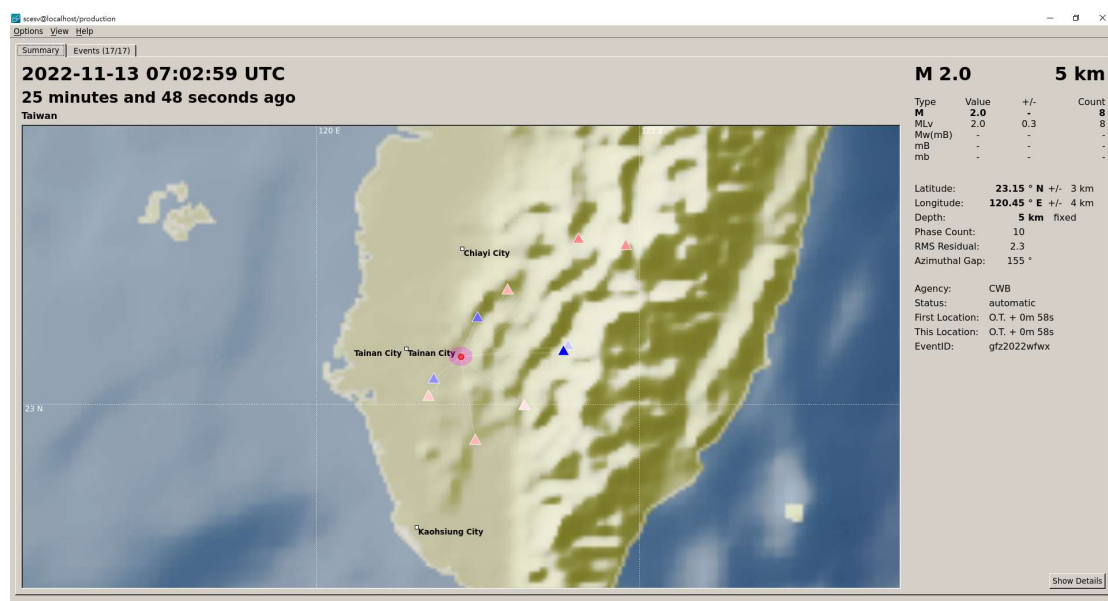 scesv@localhost/production
Options View Help
Summary Events (17/17)
2022-11-13 07:02:59 UTC
25 minutes and 48 seconds ago
Taiwan
120 E
Chiayi City
Tainan City Tainan City
23 N
Kaohsiung City
M 2.0 5 km
Type Value +/- Count
M 2.0 - 8
MLv 2.0 0.3 8
Mw(mB) - - -
mB - - -
mb - - -
Latitude: 23.15 ° N +/- 3 km
Longitude: 120.45 ° E +/- 4 km
Depth: 5 km fixed
Phase Count: 10
RMS Residual: 2.3
Azimuthal Gap: 155 °
Agency: CWB
Status: automatic
First Location: O.T. + 0m 58s
This Location: O.T. + 0m 58s
EventID: gfz2022wfwx
Show Details